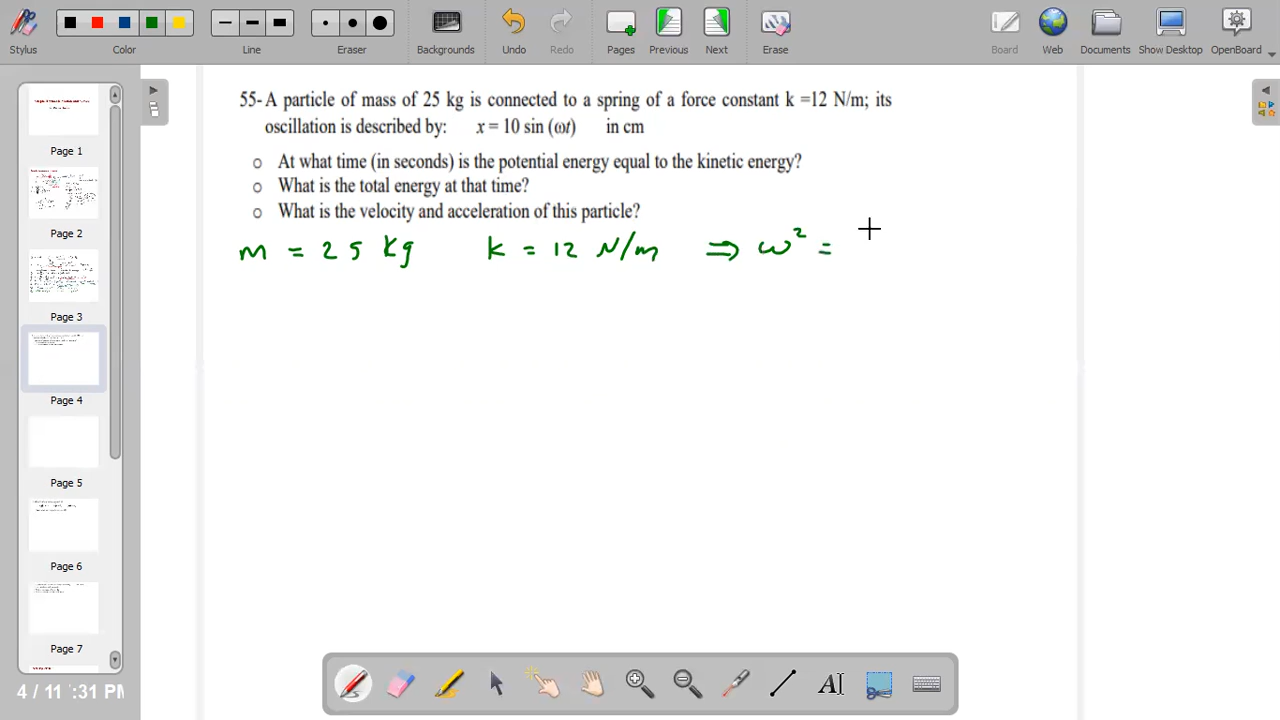 Stylus
Color
Line
Eraser
Backgrounds
Undo
Redo
Pages
Previous
Next
Erase
Board
Web
Documents
Show Desktop
OpenBoard
Page 1
Page 2
Page 3
Page 4
Page 5
Page 6
Page 7
4 / 11
:31 PM
55- A particle of mass of 25 kg is connected to a spring of a force constant k =12 N/m; its
oscillation is described by: x = 10 sin (ωt) in cm
o At what time (in seconds) is the potential energy equal to the kinetic energy?
o What is the total energy at that time?
o What is the velocity and acceleration of this particle?
m = 25 kg k = 12 N/m ⇒ ω² =